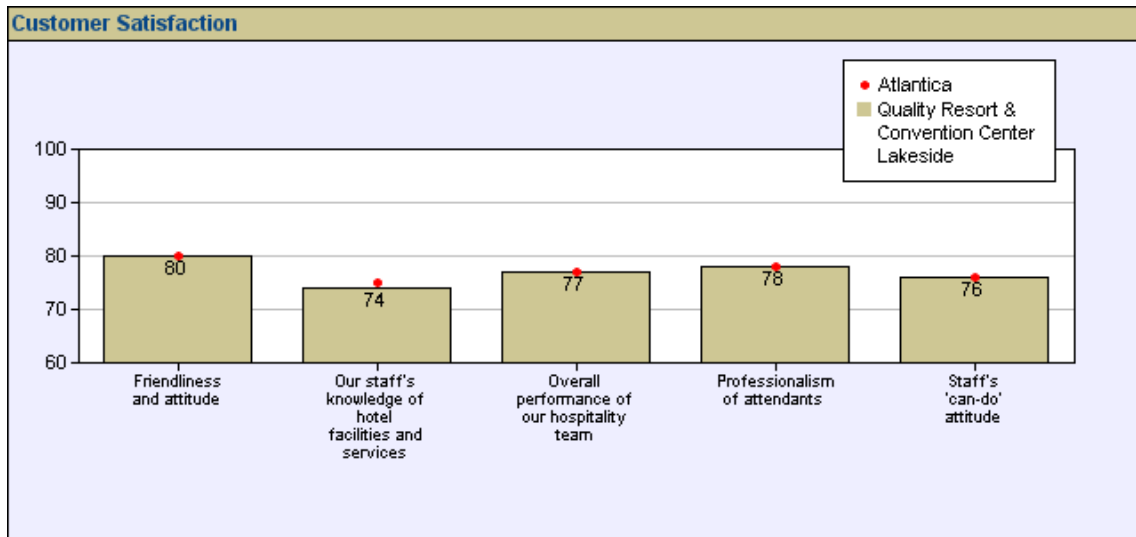 Customer Satisfaction
Atlantica
Quality Resort &
Convention Center
Lakeside
100
90
80
70
60
80
74
77
78
76
Friendliness
and attitude
Our staff's
knowledge of
hotel
facilities and
services
Overall
performance of
our hospitality
team
Professionalism
of attendants
Staff's
'can-do'
attitude